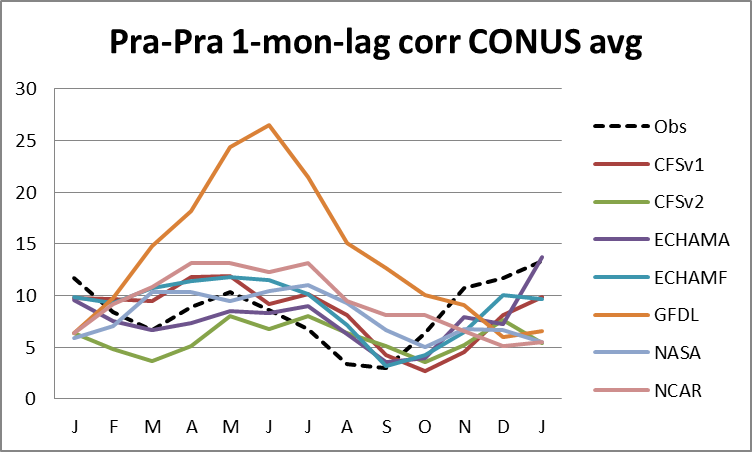 Pra-Pra 1-mon-lag corr CONUS avg
30
25
20
15
10
5
0
J F M A M J J A S O N D J
Obs
CFSv1
CFSv2
ECHAMA
ECHAMF
GFDL
NASA
NCAR